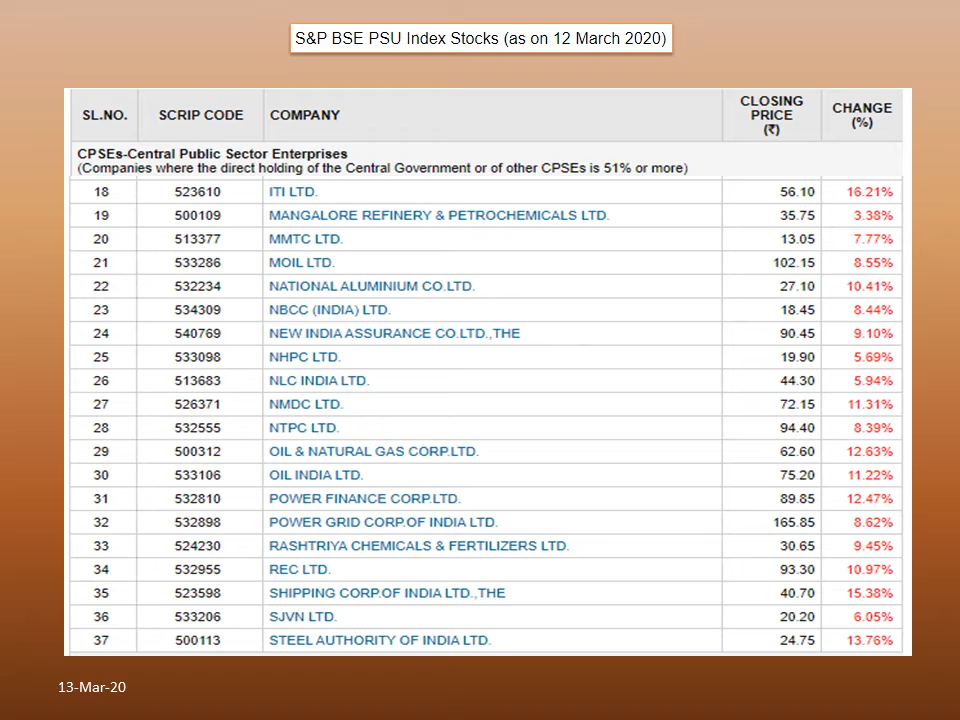 S&P BSE PSU Index Stocks (as on 12 March 2020)
SL.NO. SCRIP CODE COMPANY CLOSING PRICE (₹) CHANGE (%)
CPSEs-Central Public Sector Enterprises
(Companies where the direct holding of the Central Government or of other CPSEs is 51% or more)
18 523610 ITI LTD. 56.10 16.21%
19 500109 MANGALORE REFINERY & PETROCHEMICALS LTD. 35.75 3.38%
20 513377 MMTC LTD. 13.05 7.77%
21 533286 MOIL LTD. 102.15 8.55%
22 532234 NATIONAL ALUMINIUM CO.LTD. 27.10 10.41%
23 534309 NBCC (INDIA) LTD. 18.45 8.44%
24 540769 NEW INDIA ASSURANCE CO.LTD.,THE 90.45 9.10%
25 533098 NHPC LTD. 19.90 5.69%
26 513683 NLC INDIA LTD. 44.30 5.94%
27 526371 NMDC LTD. 72.15 11.31%
28 532555 NTPC LTD. 94.40 8.39%
29 500312 OIL & NATURAL GAS CORP.LTD. 62.60 12.63%
30 533106 OIL INDIA LTD. 75.20 11.22%
31 532810 POWER FINANCE CORP.LTD. 89.85 12.47%
32 532898 POWER GRID CORP.OF INDIA LTD. 165.85 8.62%
33 524230 RASHTRIYA CHEMICALS & FERTILIZERS LTD. 30.65 9.45%
34 532955 REC LTD. 93.30 10.97%
35 523598 SHIPPING CORP.OF INDIA LTD.,THE 40.70 15.38%
36 533206 SJVN LTD. 20.20 6.05%
37 500113 STEEL AUTHORITY OF INDIA LTD. 24.75 13.76%
13-Mar-20